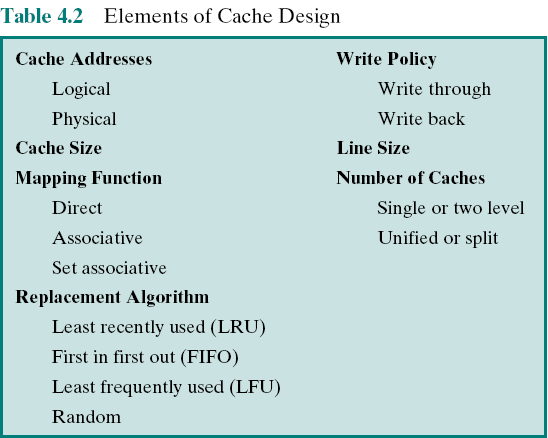 Table 4.2 Elements of Cache Design
Cache Addresses
Logical
Physical
Cache Size
Mapping Function
Direct
Associative
Set associative
Replacement Algorithm
Least recently used (LRU)
First in first out (FIFO)
Least frequently used (LFU)
Random
Write Policy
Write through
Write back
Line Size
Number of Caches
Single or two level
Unified or split